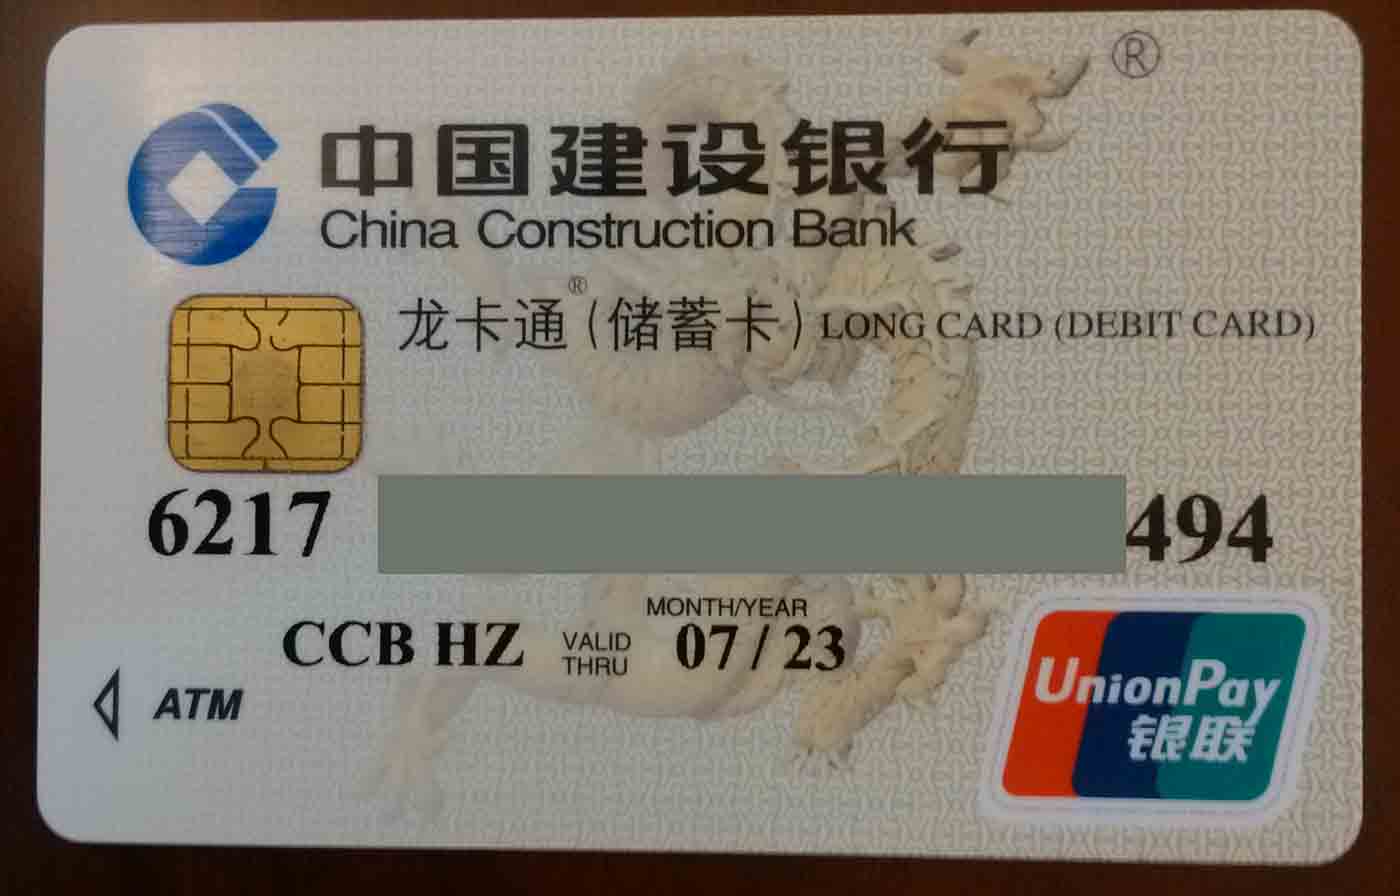 ®
中国建设银行
China Construction Bank
龙卡通®(储蓄卡) LONG CARD (DEBIT CARD)
6217 494
MONTH/YEAR
CCB HZ VALID THRU 07/23
ATM
UnionPay
银联